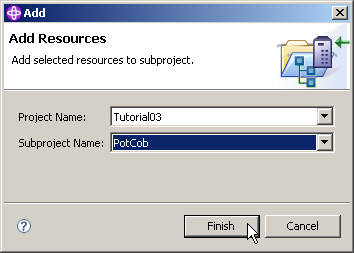 Add
Add Resources
Add selected resources to subproject.
Project Name: Tutorial03
Subproject Name: PotCob
? Finish Cancel